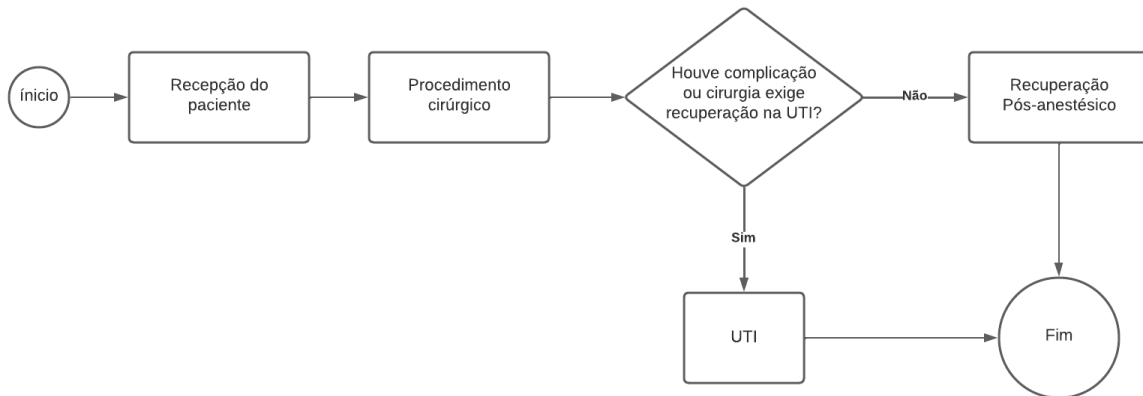 ínicio
Recepção do
paciente
Procedimento
cirúrgico
Houve complicação
ou cirurgia exige
recuperação na UTI?
Não
Recuperação
Pós-anestésico
Sim
UTI
Fim